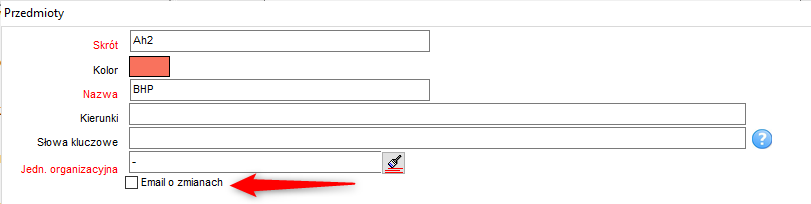 Przedmioty
Skrót Ah2
Kolor
Nazwa BHP
Kierunki
Słowa kluczowe ?
Jedn. organizacyjna -
Email o zmianach